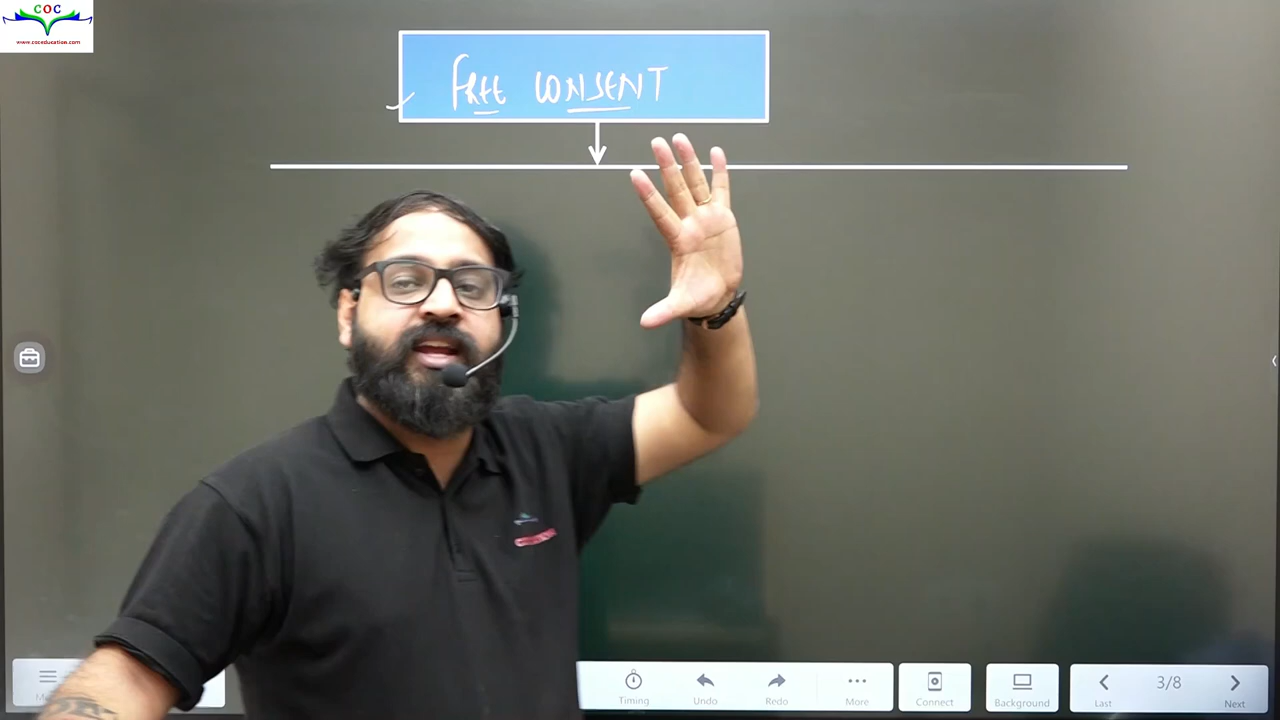 COC
www.coceducation.com
FREE CONSENT
Timing
Undo
Redo
More
Connect
Background
Last
3/8
Next